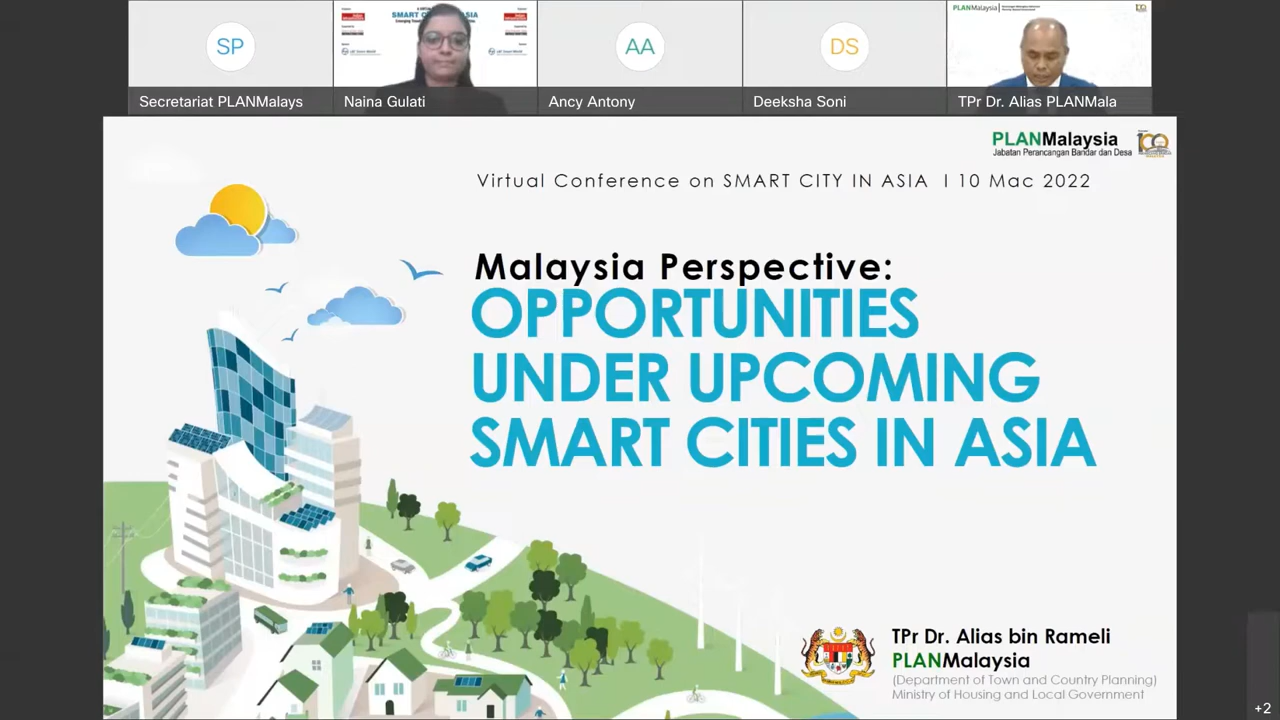 SP
SMART C
Naina Gulati
AA
Ancy Antony
DS
Deeksha Soni
PLANMalaysia
TPr Dr. Alias PLANMala
Secretariat PLANMalays
PLANMalaysia
Jabatan Perancangan Bandar dan Desa
100
Virtual Conference on SMART CITY IN ASIA I 10 Mac 2022
Malaysia Perspective:
OPPORTUNITIES
UNDER UPCOMING
SMART CITIES IN ASIA
TPr Dr. Alias bin Rameli
PLANMalaysia
(Department of Town and Country Planning)
Ministry of Housing and Local Government
+2